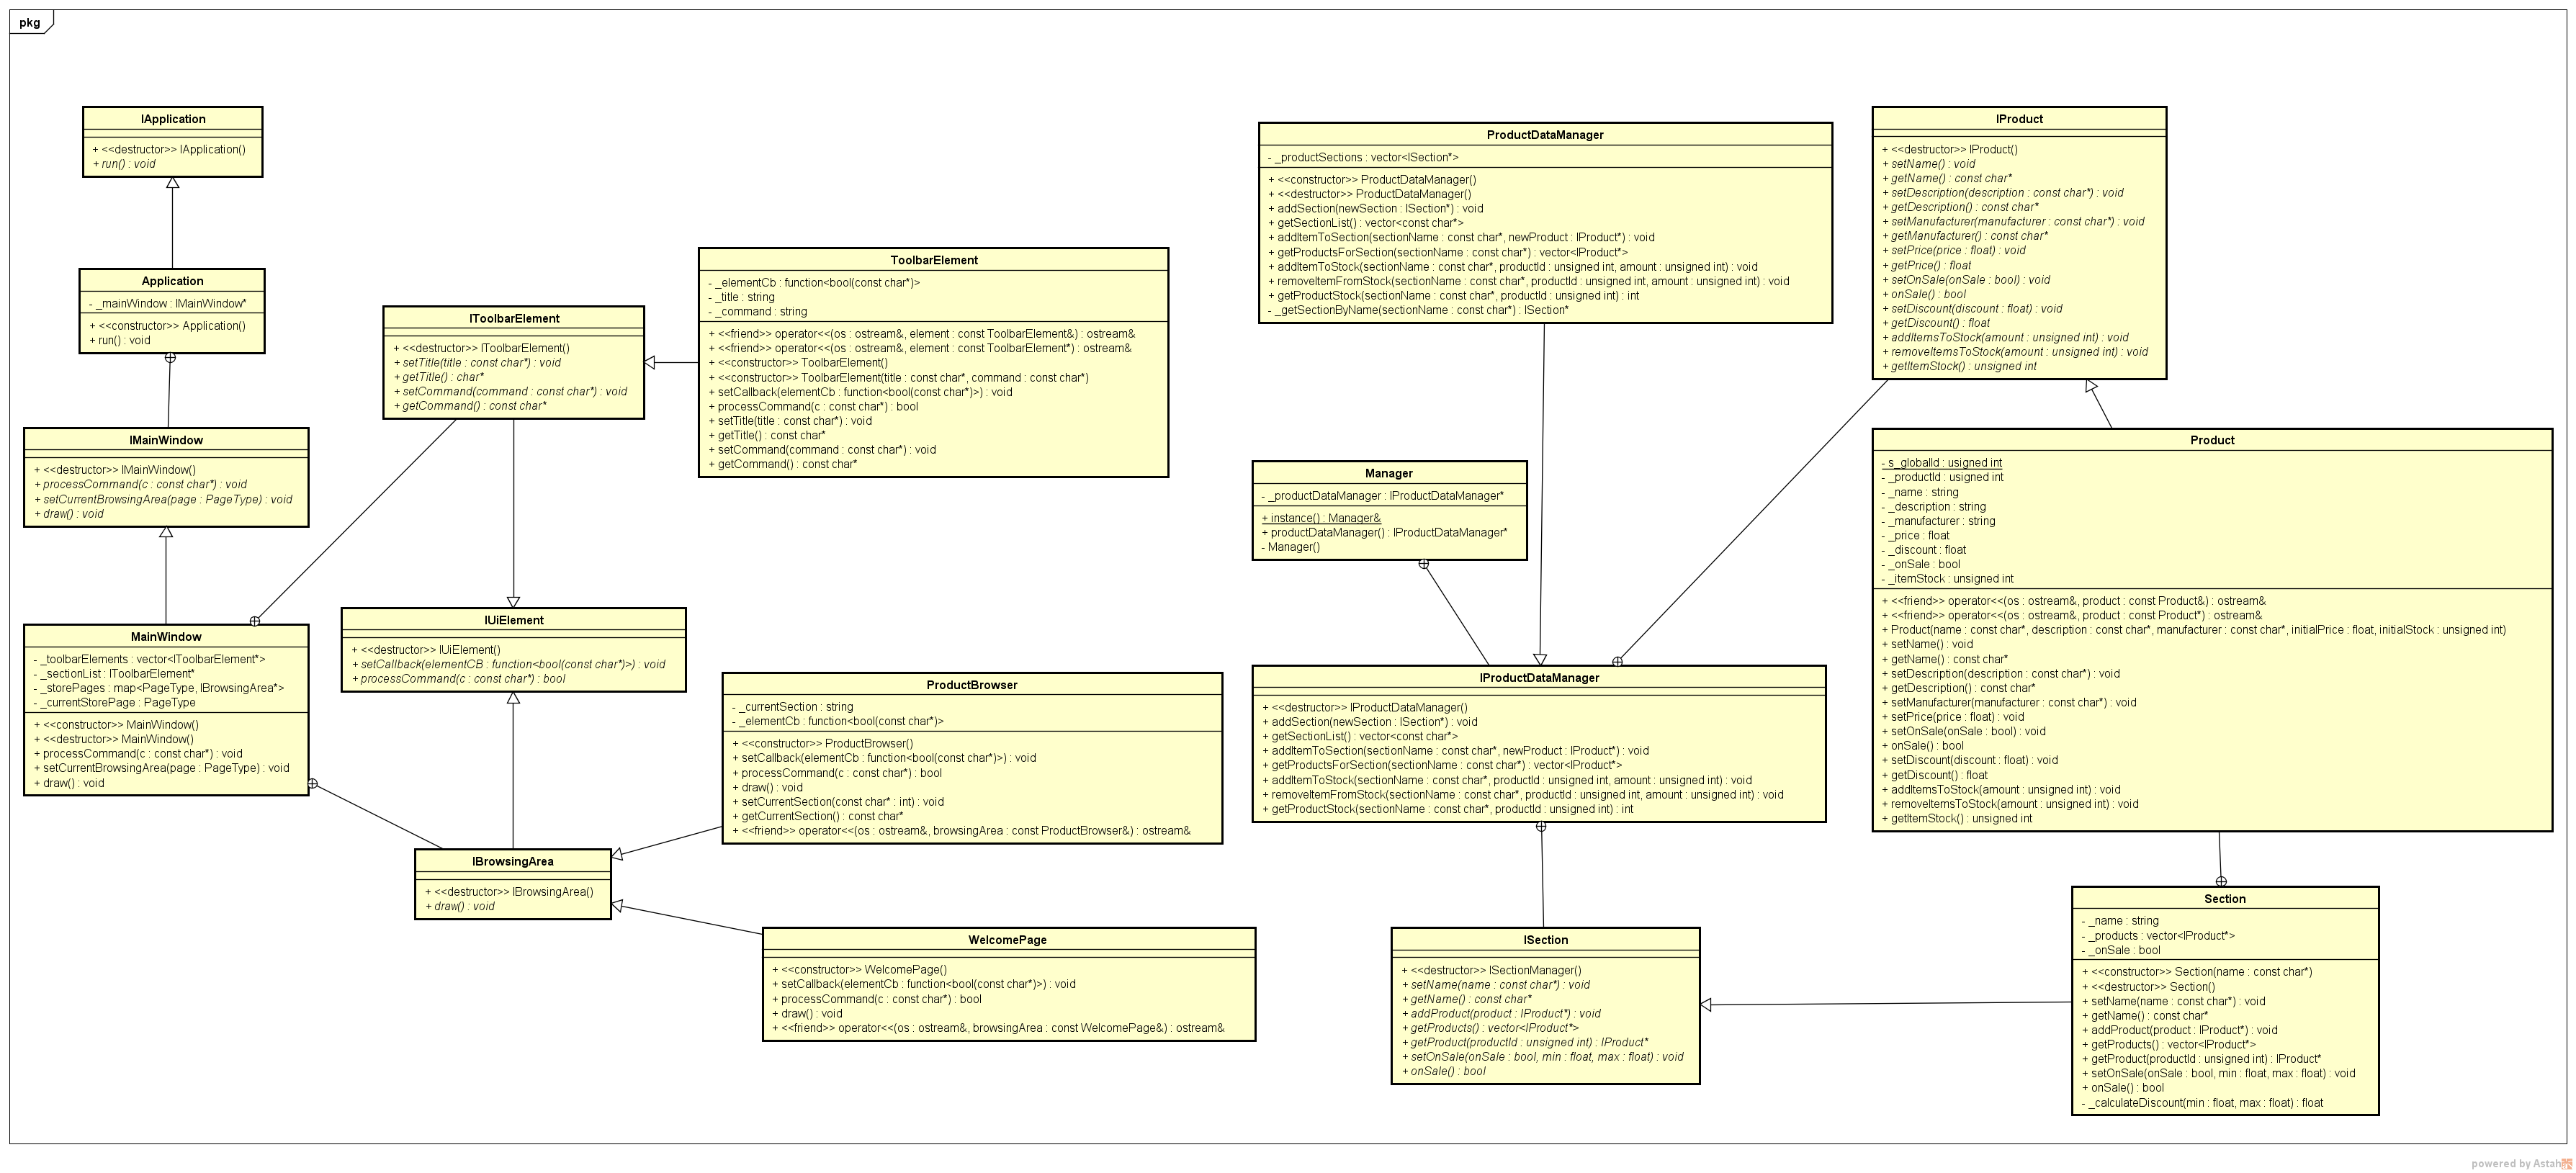 pkg
IApplication
+ <<destructor>> IApplication()
+ run() : void
Application
- _mainWindow : IMainWindow*
+ <<constructor>> Application()
+ run() : void
IMainWindow
+ <<destructor>> IMainWindow()
+ processCommand(c : const char*) : void
+ setCurrentBrowsingArea(page : PageType) : void
+ draw() : void
MainWindow
- _toolbarElements : vector<IToolbarElement*>
- _sectionList : IToolbarElement*
- _storePages : map<PageType, IBrowsingArea*>
- _currentStorePage : PageType
+ <<constructor>> MainWindow()
+ <<destructor>> MainWindow()
+ processCommand(c : const char*) : void
+ setCurrentBrowsingArea(page : PageType) : void
+ draw() : void
IToolbarElement
+ <<destructor>> IToolbarElement()
+ setTitle(title : const char*) : void
+ getTitle() : char*
+ setCommand(command : const char*) : void
+ getCommand() : const char*
ToolbarElement
- _elementCb : function<bool(const char*)>
- _title : string
- _command : string
+ <<friend>> operator<<(os : ostream&, element : const ToolbarElement&) : ostream&
+ <<friend>> operator<<(os : ostream&, element : const ToolbarElement*) : ostream&
+ <<constructor>> ToolbarElement()
+ <<constructor>> ToolbarElement(title : const char*, command : const char*)
+ setCallback(elementCb : function<bool(const char*)>) : void
+ processCommand(c : const char*) : bool
+ setTitle(title : const char*) : void
+ getTitle() : const char*
+ setCommand(command : const char*) : void
+ getCommand() : const char*
IUiElement
+ <<destructor>> IUiElement()
+ setCallback(elementCB : function<bool(const char*)>) : void
+ processCommand(c : const char*) : bool
ProductBrowser
- _currentSection : string
- _elementCb : function<bool(const char*)>
+ <<constructor>> ProductBrowser()
+ setCallback(elementCb : function<bool(const char*)>) : void
+ processCommand(c : const char*) : bool
+ draw() : void
+ setCurrentSection(const char* : int) : void
+ getCurrentSection() : const char*
+ <<friend>> operator<<(os : ostream&, browsingArea : const ProductBrowser&) : ostream&
IBrowsingArea
+ <<destructor>> IBrowsingArea()
+ draw() : void
WelcomePage
+ <<constructor>> WelcomePage()
+ setCallback(elementCb : function<bool(const char*)>) : void
+ processCommand(c : const char*) : bool
+ draw() : void
+ <<friend>> operator<<(os : ostream&, browsingArea : const WelcomePage&) : ostream&
ProductDataManager
- _productSections : vector<ISection*>
+ <<constructor>> ProductDataManager()
+ <<destructor>> ProductDataManager()
+ addSection(newSection : ISection*) : void
+ getSectionList() : vector<const char*>
+ addItemToSection(sectionName : const char*, newProduct : IProduct*) : void
+ getProductsForSection(sectionName : const char*) : vector<IProduct*>
+ addItemToStock(sectionName : const char*, productId : unsigned int, amount : unsigned int) : void
+ removeItemFromStock(sectionName : const char*, productId : unsigned int, amount : unsigned int) : void
+ getProductStock(sectionName : const char*, productId : unsigned int) : int
- _getSectionByName(sectionName : const char*) : ISection*
Manager
- _productDataManager : IProductDataManager*
+ instance() : Manager&
+ productDataManager() : IProductDataManager*
- Manager()
IProductDataManager
+ <<destructor>> IProductDataManager()
+ addSection(newSection : ISection*) : void
+ getSectionList() : vector<const char*>
+ addItemToSection(sectionName : const char*, newProduct : IProduct*) : void
+ getProductsForSection(sectionName : const char*) : vector<IProduct*>
+ addItemToStock(sectionName : const char*, productId : unsigned int, amount : unsigned int) : void
+ removeItemFromStock(sectionName : const char*, productId : unsigned int, amount : unsigned int) : void
+ getProductStock(sectionName : const char*, productId : unsigned int) : int
ISection
+ <<destructor>> ISectionManager()
+ setName(name : const char*) : void
+ getName() : const char*
+ addProduct(product : IProduct*) : void
+ getProducts() : vector<IProduct*>
+ getProduct(productId : unsigned int) : IProduct*
+ setOnSale(onSale : bool, min : float, max : float) : void
+ onSale() : bool
IProduct
+ <<destructor>> IProduct()
+ setName() : void
+ getName() : const char*
+ setDescription(description : const char*) : void
+ getDescription() : const char*
+ setManufacturer(manufacturer : const char*) : void
+ getManufacturer() : const char*
+ setPrice(price : float) : void
+ getPrice() : float
+ setOnSale(onSale : bool) : void
+ onSale() : bool
+ setDiscount(discount : float) : void
+ getDiscount() : float
+ addItemsToStock(amount : unsigned int) : void
+ removeItemsToStock(amount : unsigned int) : void
+ getItemStock() : unsigned int
Product
- s_globalId : usigned int
- _productId : usigned int
- _name : string
- _description : string
- _manufacturer : string
- _price : float
- _discount : float
- _onSale : bool
- _itemStock : unsigned int
+ <<friend>> operator<<(os : ostream&, product : const Product&) : ostream&
+ <<friend>> operator<<(os : ostream&, product : const Product*) : ostream&
+ Product(name : const char*, description : const char*, manufacturer : const char*, initialPrice : float, initialStock : unsigned int)
+ setName() : void
+ getName() : const char*
+ setDescription(description : const char*) : void
+ getDescription() : const char*
+ setManufacturer(manufacturer : const char*) : void
+ setPrice(price : float) : void
+ setOnSale(onSale : bool) : void
+ onSale() : bool
+ setDiscount(discount : float) : void
+ getDiscount() : float
+ addItemsToStock(amount : unsigned int) : void
+ removeItemsToStock(amount : unsigned int) : void
+ getItemStock() : unsigned int
Section
- _name : string
- _products : vector<IProduct*>
- _onSale : bool
+ <<constructor>> Section(name : const char*)
+ <<destructor>> Section()
+ setName(name : const char*) : void
+ getName() : const char*
+ addProduct(product : IProduct*) : void
+ getProducts() : vector<IProduct*>
+ getProduct(productId : unsigned int) : IProduct*
+ setOnSale(onSale : bool, min : float, max : float) : void
+ onSale() : bool
- _calculateDiscount(min : float, max : float) : float
powered by Astah